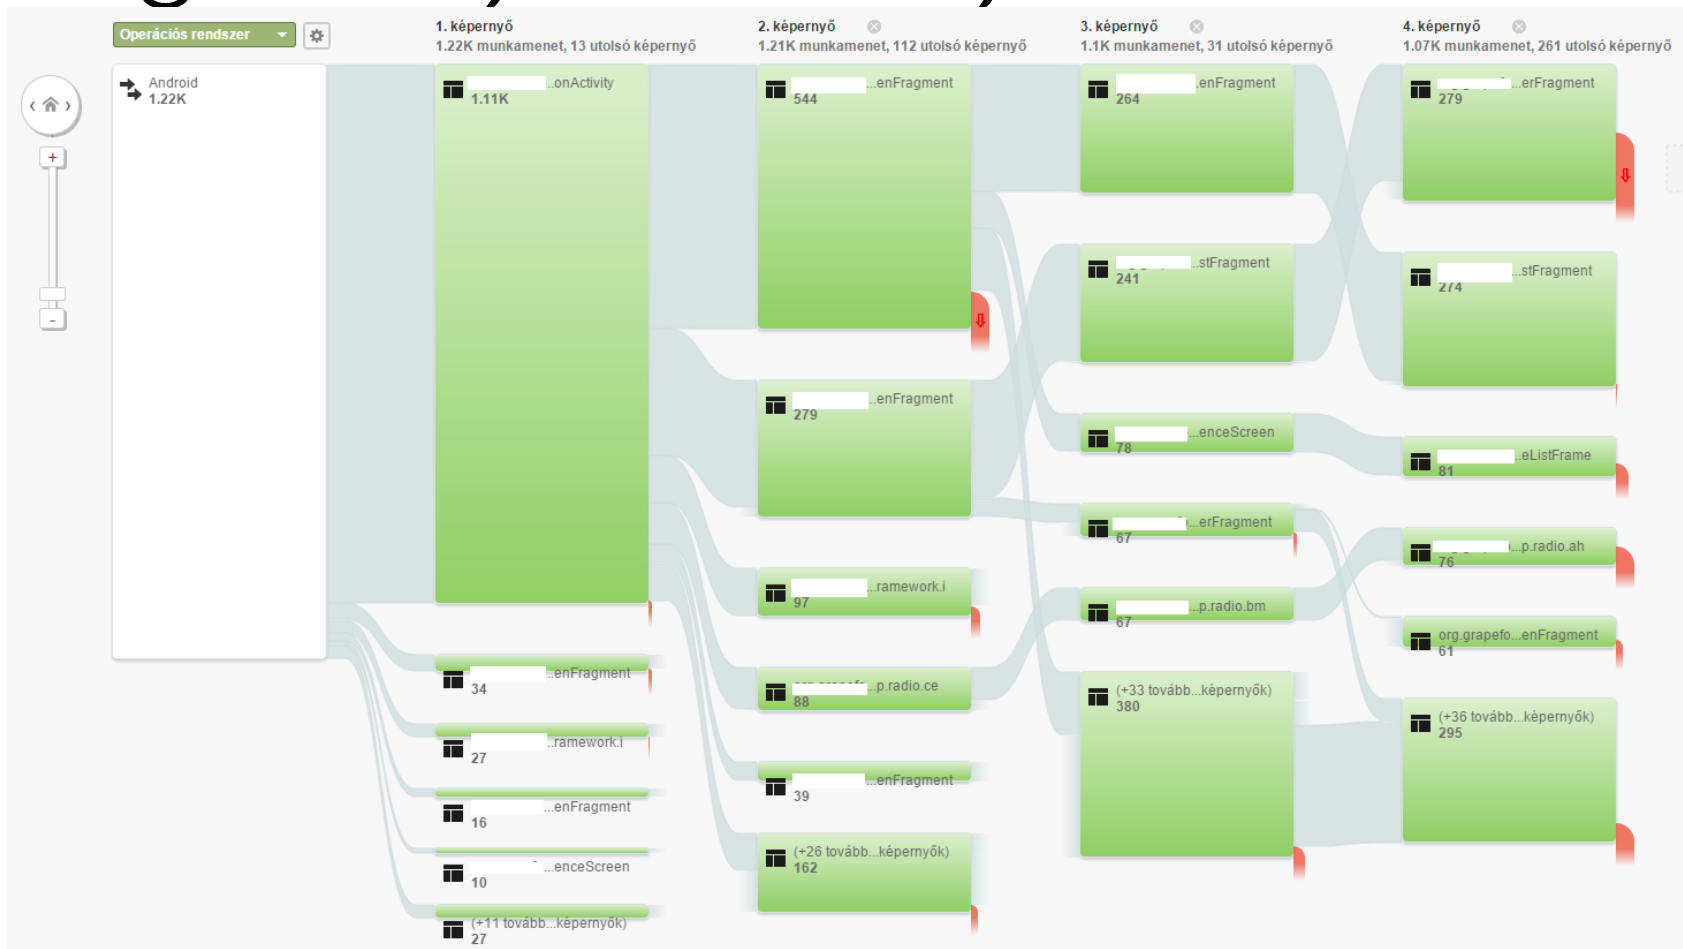 Operációs rendszer
1. képernyő
1.22K munkamenet, 13 utolsó képernyő
2. képernyő
1.21K munkamenet, 112 utolsó képernyő
3. képernyő
1.1K munkamenet, 31 utolsó képernyő
4. képernyő
1.07K munkamenet, 261 utolsó képernyő
+
-
Android
1.22K
...onActivity
1.11K
...enFragment
34
...ramework.i
27
...enFragment
16
...enceScreen
10
(+11 tovább...képernyők)
27
...enFragment
544
...enFragment
279
...ramework.i
97
...p.radio.ce
88
...enFragment
39
(+26 tovább...képernyők)
162
.enFragment
264
...stFragment
241
...enceScreen
78
...erFragment
67
...p.radio.bm
67
(+33 tovább...képernyők)
380
...erFragment
279
...stFragment
274
...eListFrame
81
...p.radio.ah
76
org.grapefo...enFragment
61
(+36 tovább...képernyők)
295